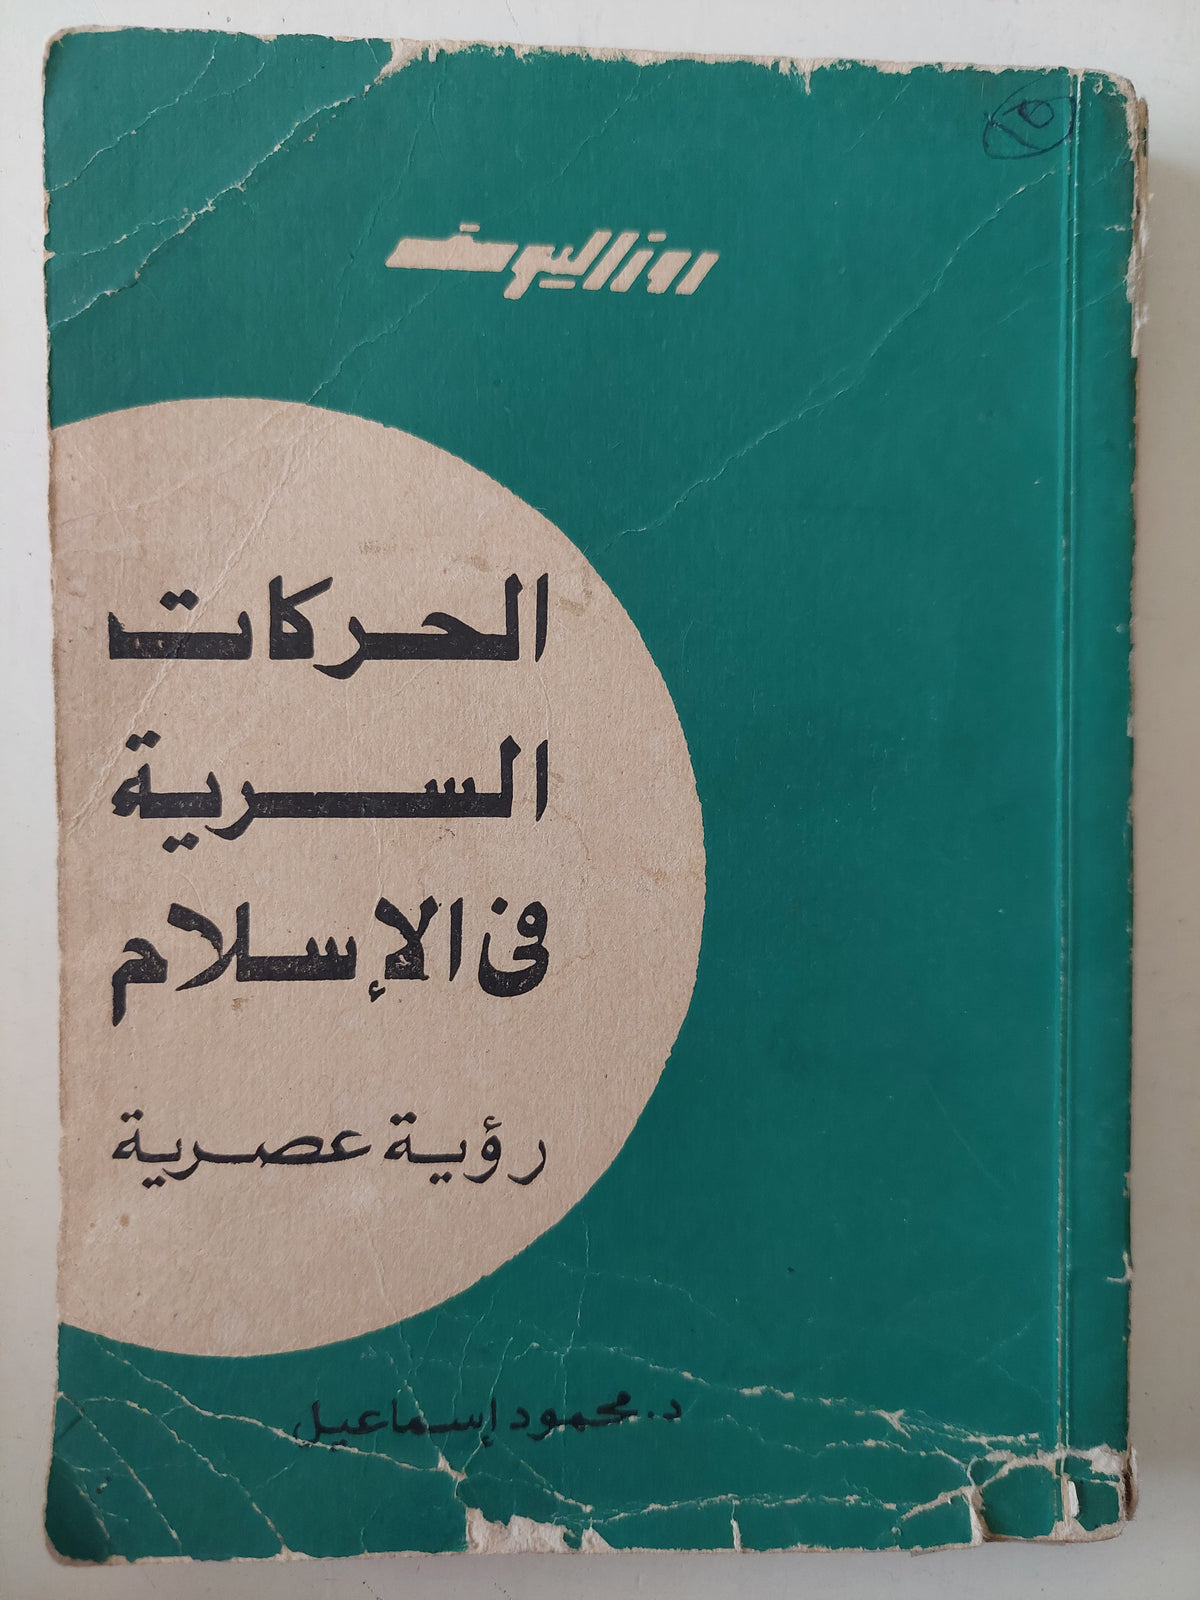 روزاليوسف
الحركات
السرية
فى الإسلام
رؤية عصرية
د. محمود إسماعيل